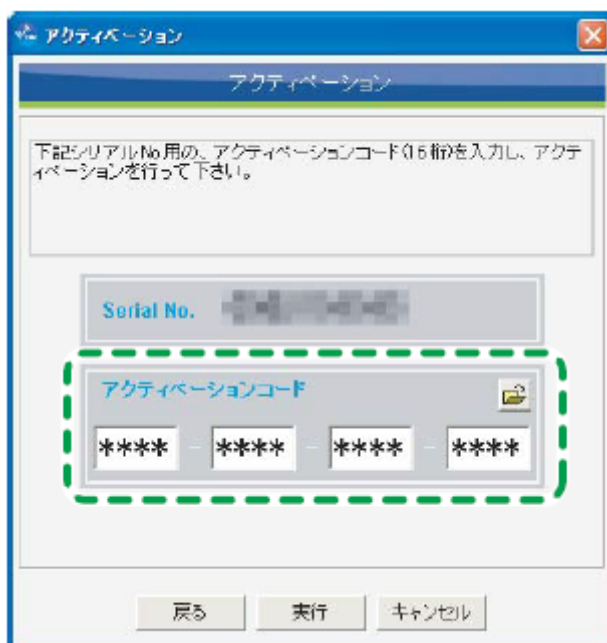 アクティベーション
アクティベーション
下記シリアルNo.用の、アクティベーションコード(16桁)を入力し、アクテ
ィベーションを行って下さい。
Serial No.
アクティベーションコード
**** - **** - **** - ****
戻る 実行 キャンセル